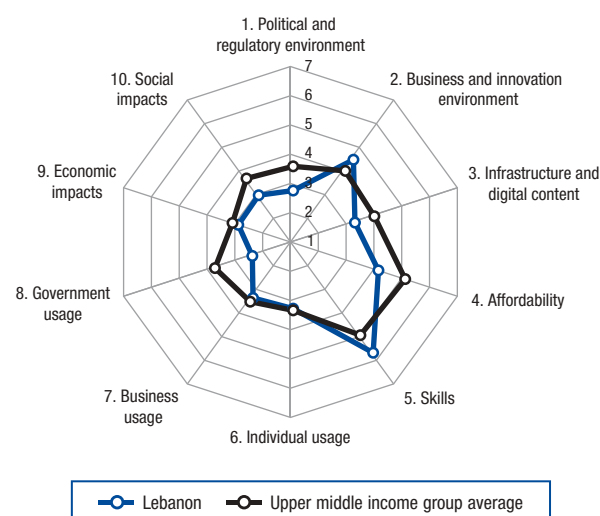 1. Political and
regulatory environment
10. Social
impacts
2. Business and innovation
environment
9. Economic
impacts
3. Infrastructure and
digital content
8. Government
usage
4. Affordability
7. Business
usage
5. Skills
6. Individual usage
7
6
5
4
3
2
1
Lebanon
Upper middle income group average